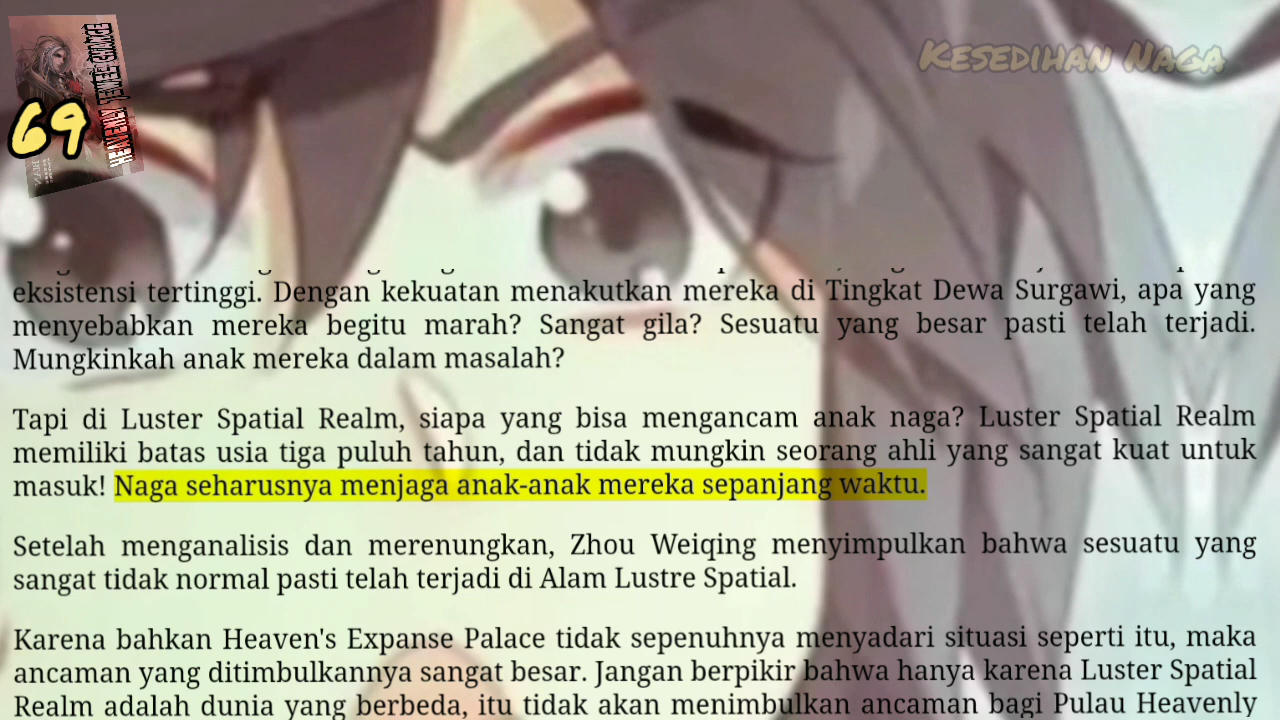 Kesedihan Naga
HEAVENLY JEWEL CHANGE
69
eksistensi tertinggi. Dengan kekuatan menakutkan mereka di Tingkat Dewa Surgawi, apa yang
menyebabkan mereka begitu marah? Sangat gila? Sesuatu yang besar pasti telah terjadi.
Mungkinkah anak mereka dalam masalah?
Tapi di Luster Spatial Realm, siapa yang bisa mengancam anak naga? Luster Spatial Realm
memiliki batas usia tiga puluh tahun, dan tidak mungkin seorang ahli yang sangat kuat untuk
masuk! Naga seharusnya menjaga anak-anak mereka sepanjang waktu.
Setelah menganalisis dan merenungkan, Zhou Weiqing menyimpulkan bahwa sesuatu yang
sangat tidak normal pasti telah terjadi di Alam Lustre Spatial.
Karena bahkan Heaven's Expanse Palace tidak sepenuhnya menyadari situasi seperti itu, maka
ancaman yang ditimbulkannya sangat besar. Jangan berpikir bahwa hanya karena Luster Spatial
Realm adalah dunia yang berbeda, itu tidak akan menimbulkan ancaman bagi Pulau Heavenly